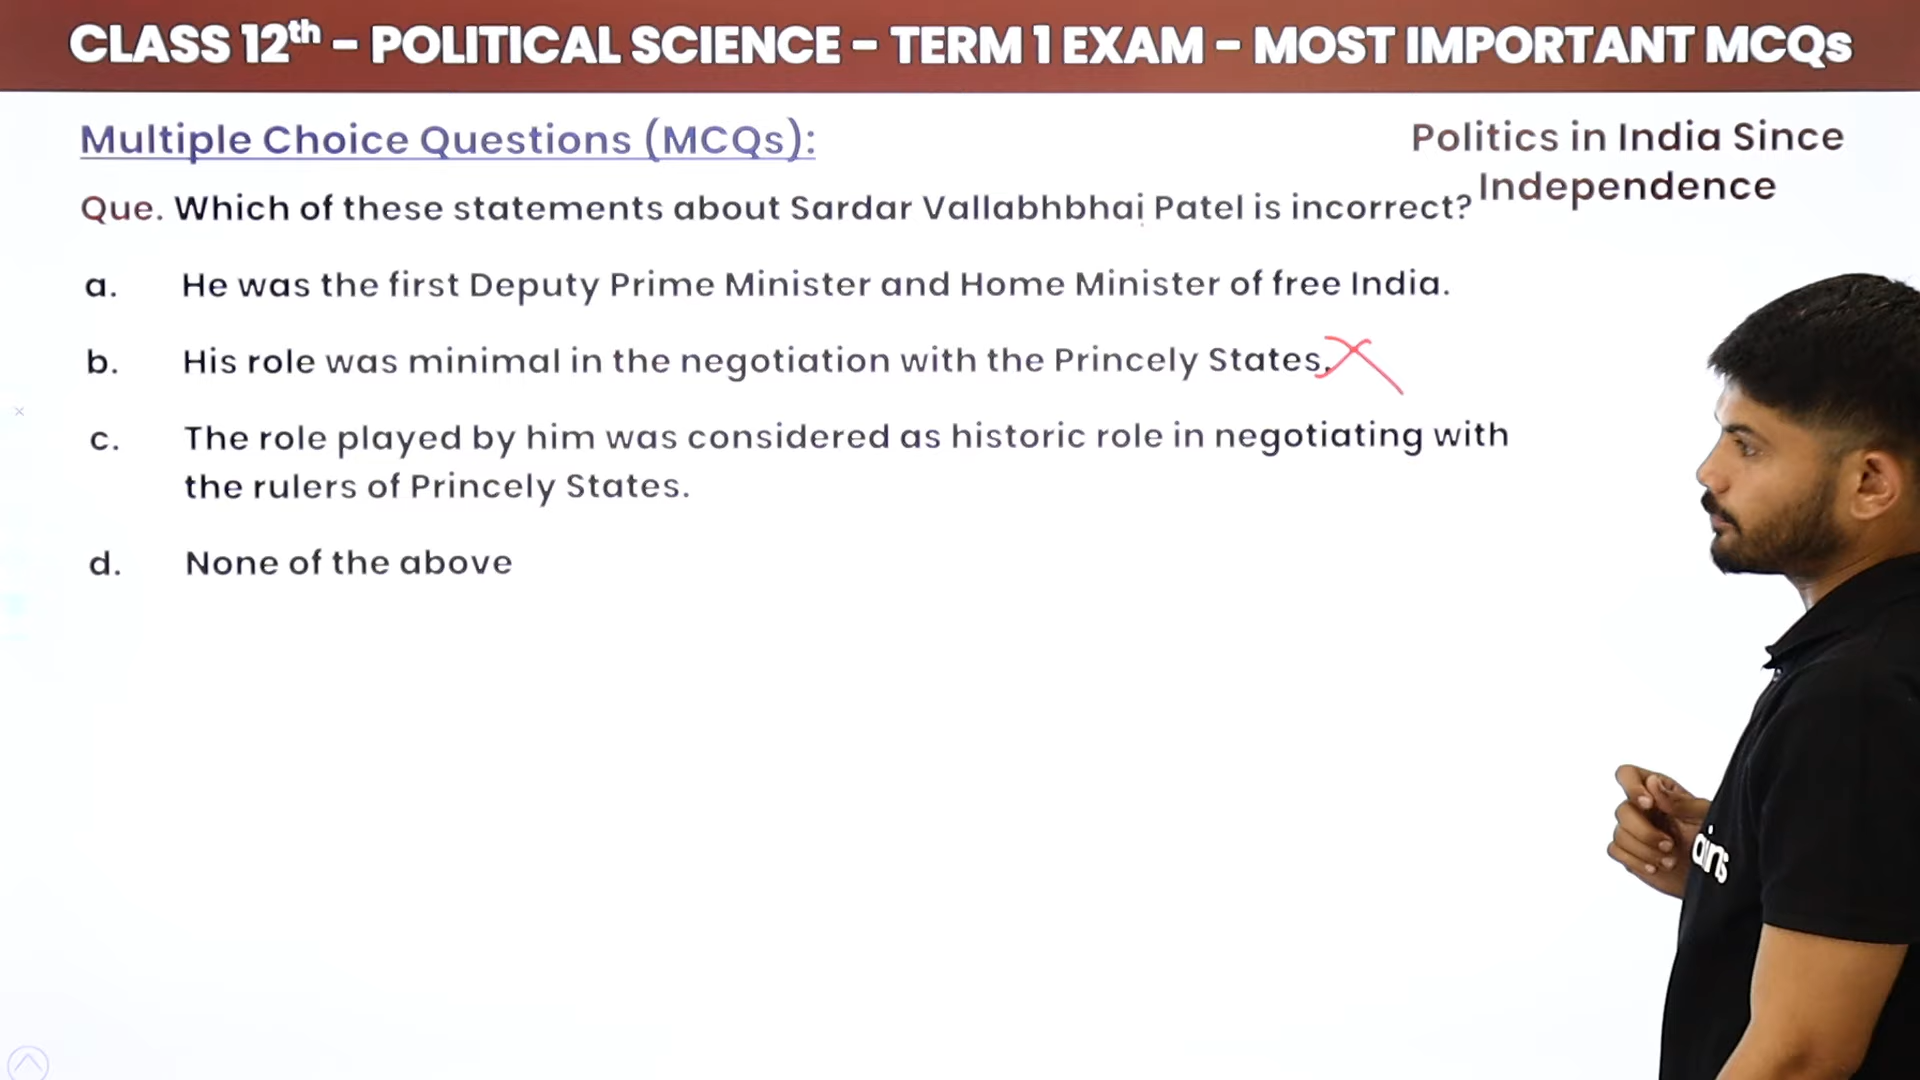 CLASS 12th – POLITICAL SCIENCE – TERM 1 EXAM – MOST IMPORTANT MCQs
Multiple Choice Questions (MCQs):
Politics in India Since
Independence
Que. Which of these statements about Sardar Vallabhbhai Patel is incorrect?
a. He was the first Deputy Prime Minister and Home Minister of free India.
b. His role was minimal in the negotiation with the Princely States.
c. The role played by him was considered as historic role in negotiating with
the rulers of Princely States.
d. None of the above